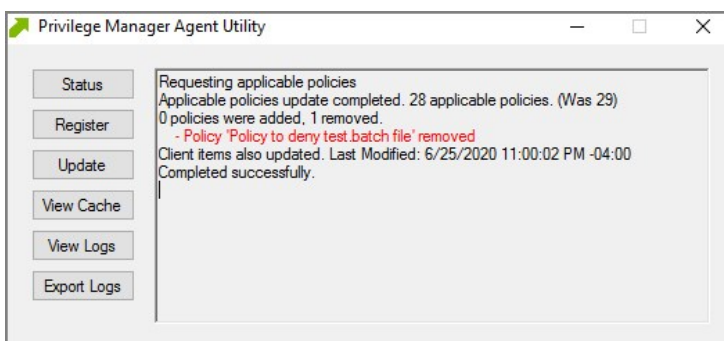 Privilege Manager Agent Utility
Status
Register
Update
View Cache
View Logs
Export Logs
Requesting applicable policies
Applicable policies update completed. 28 applicable policies. (Was 29)
0 policies were added, 1 removed.
- Policy 'Policy to deny test.batch file' removed
Client items also updated. Last Modified: 6/25/2020 11:00:02 PM -04:00
Completed successfully.